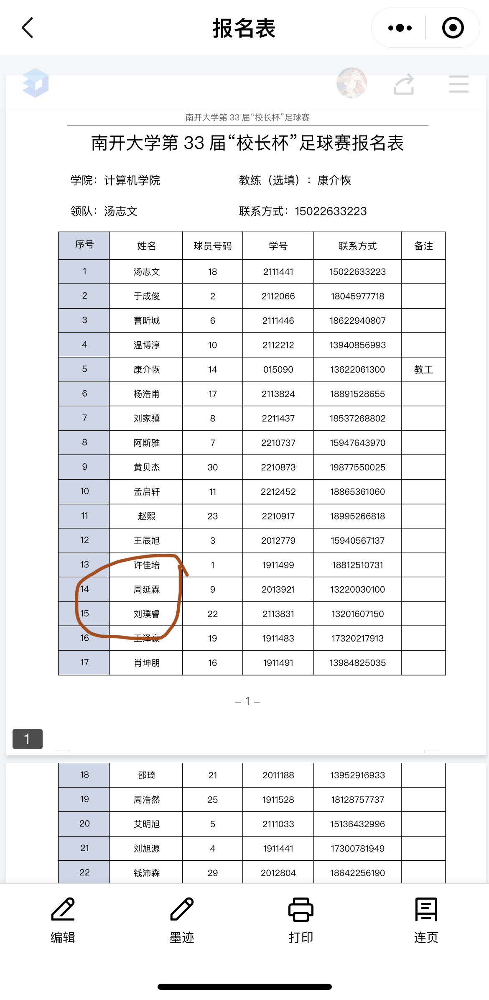 报名表
南开大学第 33 届“校长杯”足球赛
南开大学第 33 届“校长杯”足球赛报名表
学院：计算机学院 教练（选填）：康介恢
领队：汤志文 联系方式：15022633223
序号 姓名 球员号码 学号 联系方式 备注
1 汤志文 18 2111441 15022633223
2 于成俊 2 2112066 18045977718
3 曹昕城 6 2111446 18622940807
4 温博淳 10 2112212 13940856993
5 康介恢 14 015090 13622061300 教工
6 杨浩甫 17 2113824 18891528655
7 刘家骥 8 2211437 18537268802
8 阿斯雅 7 2210737 15947643970
9 黄贝杰 30 2210873 19877550025
10 孟启轩 11 2212452 18865361060
11 赵熙 23 2210917 18995266818
12 王辰旭 3 2012779 15940567137
13 许佳培 1 1911499 18812510731
14 周延霖 9 2013921 13220030100
15 刘璞睿 22 2113831 13201607150
16 王泽豪 19 1911483 17320217913
17 肖坤朋 16 1911491 13984825035
– 1 –
1
18 邵琦 21 2011188 13952916933
19 周浩然 25 1911528 18128757737
20 艾明旭 5 2111033 15136432996
21 刘旭源 4 1911441 17300781949
22 钱沛森 29 2012804 18642256190
编辑 墨迹 打印 连页